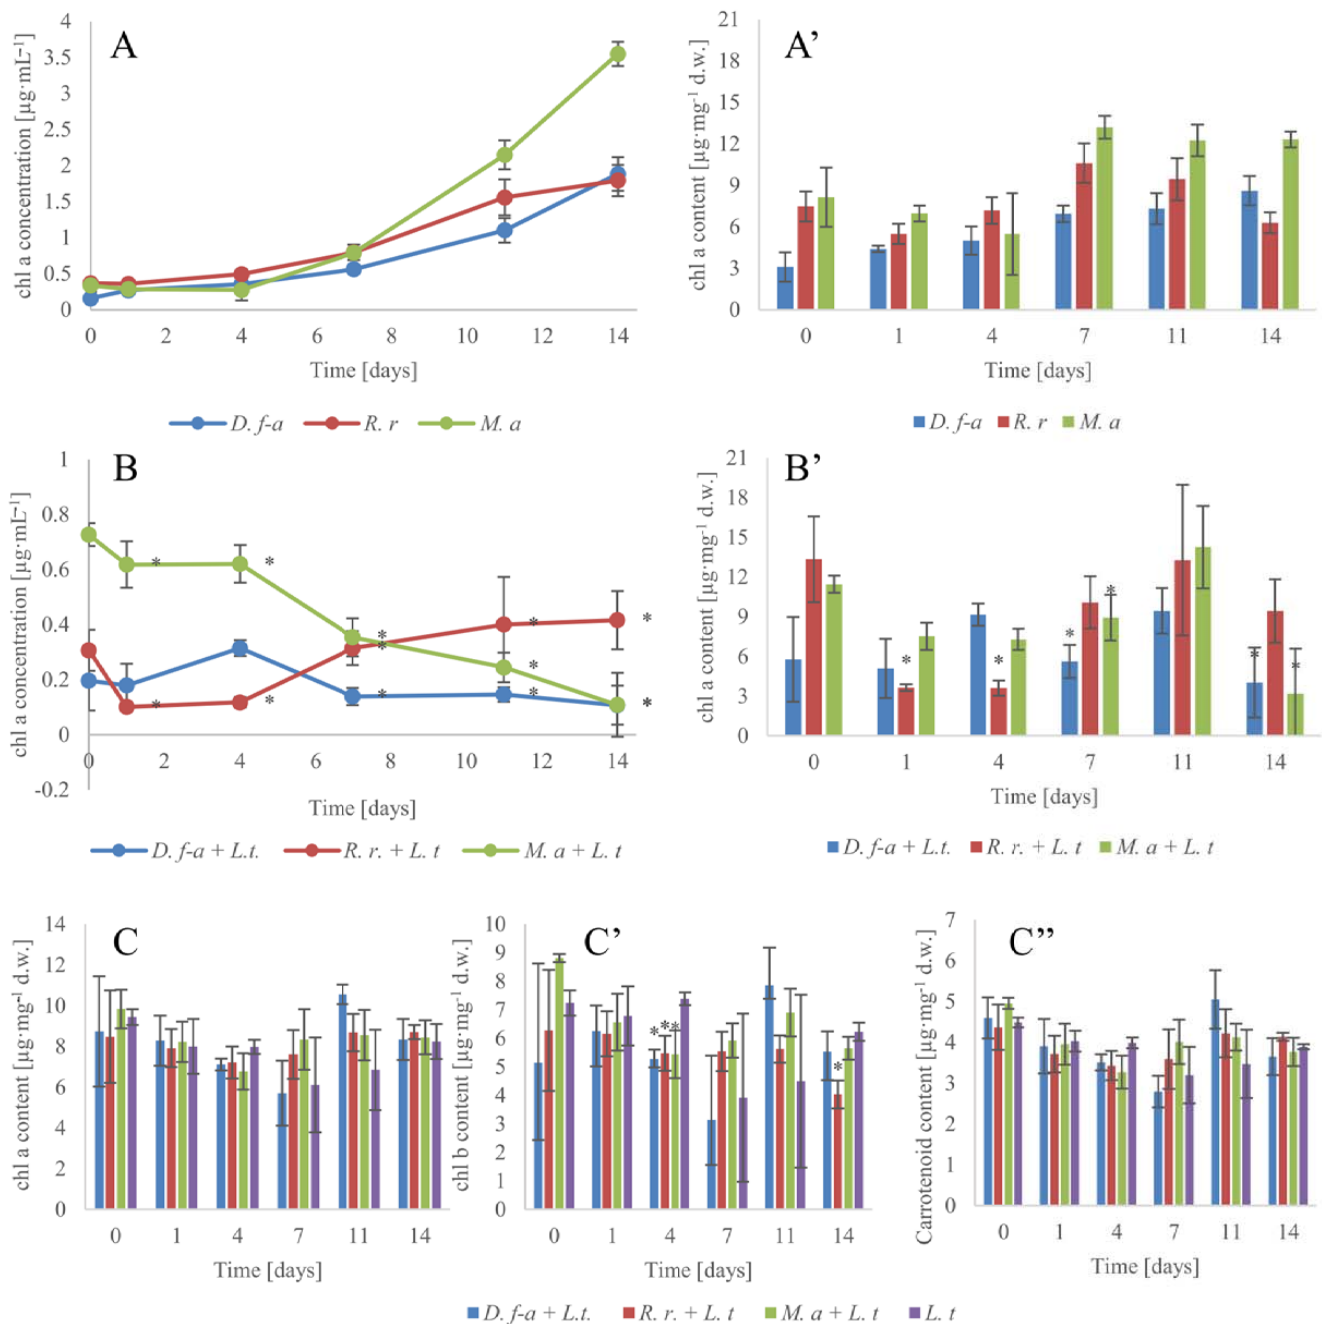 A
chl a concentration [µg·mL⁻¹]
4
3.5
3
2.5
2
1.5
1
0.5
0
0 2 4 6 8 10 12 14
Time [days]
D. f-a R. r M. a
A’
chl a content [µg·mg⁻¹ d.w.]
21
18
15
12
9
6
3
0
0 1 4 7 11 14
Time [days]
D. f-a R. r M. a
B
chl a concentration [µg·mL⁻¹]
1
0.8
0.6
0.4
0.2
0
-0.2
0 2 4 6 8 10 12 14
* * * * * * * * * * *
Time [days]
D. f-a + L.t. R. r. + L. t M. a + L. t
B’
chl a content [µg·mg⁻¹ d.w.]
21
18
15
12
9
6
3
0
* * * * * *
0 1 4 7 11 14
Time [days]
D. f-a + L.t. R. r. + L. t M. a + L. t
C
chl a content [µg·mg⁻¹ d.w.]
14
12
10
8
6
4
2
0
0 1 4 7 11 14
Time [days]
C’
chl b content [µg·mg⁻¹ d.w.]
10
9
8
7
6
5
4
3
2
1
0
* * * *
0 1 4 7 11 14
Time [days]
C”
Carrotenoid content [µg·mg⁻¹ d.w.]
7
6
5
4
3
2
1
0
0 1 4 7 11 14
Time [days]
D. f-a + L.t. R. r. + L. t M. a + L. t L. t